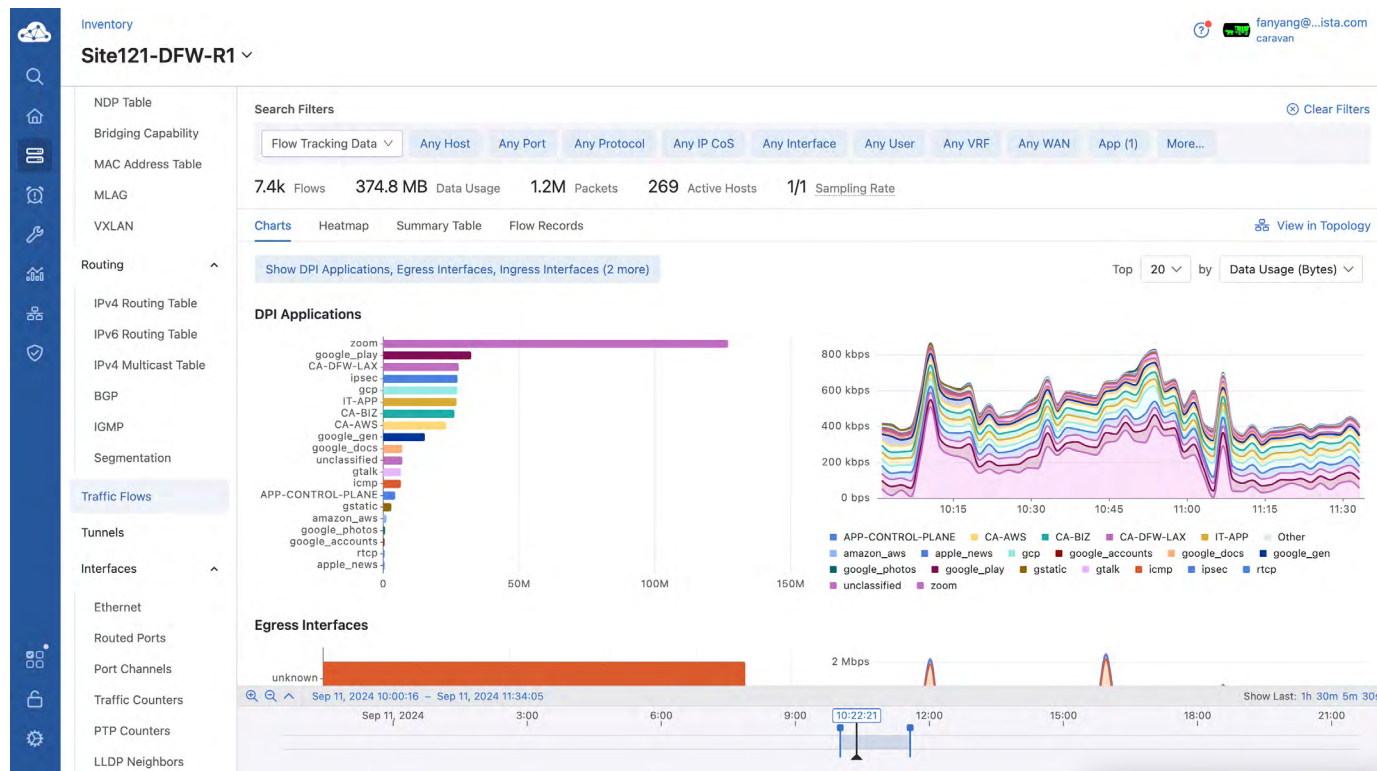 Inventory
Site121-DFW-R1
fanyang@...ista.com
caravan
NDP Table
Bridging Capability
MAC Address Table
MLAG
VXLAN
Routing
IPv4 Routing Table
IPv6 Routing Table
IPv4 Multicast Table
BGP
IGMP
Segmentation
Traffic Flows
Tunnels
Interfaces
Ethernet
Routed Ports
Port Channels
Traffic Counters
PTP Counters
LLDP Neighbors
Search Filters
Clear Filters
Flow Tracking Data Any Host Any Port Any Protocol Any IP CoS Any Interface Any User Any VRF Any WAN App (1) More...
7.4k Flows 374.8 MB Data Usage 1.2M Packets 269 Active Hosts 1/1 Sampling Rate
Charts Heatmap Summary Table Flow Records
View in Topology
Show DPI Applications, Egress Interfaces, Ingress Interfaces (2 more)
Top 20 by Data Usage (Bytes)
DPI Applications
zoom
google_play
CA-DFW-LAX
ipsec
gcp
IT-APP
CA-BIZ
CA-AWS
google_gen
google_docs
unclassified
gtalk
icmp
APP-CONTROL-PLANE
gstatic
amazon_aws
google_photos
google_accounts
rtcp
apple_news
0 50M 100M 150M
800 kbps
600 kbps
400 kbps
200 kbps
0 bps
10:15 10:30 10:45 11:00 11:15 11:30
APP-CONTROL-PLANE CA-AWS CA-BIZ CA-DFW-LAX IT-APP Other
amazon_aws apple_news gcp google_accounts google_docs google_gen
google_photos google_play gstatic gtalk icmp ipsec rtcp
unclassified zoom
Egress Interfaces
unknown
2 Mbps
Sep 11, 2024 10:00:16 – Sep 11, 2024 11:34:05
Show Last: 1h 30m 5m 30s
Sep 11, 2024 3:00 6:00 9:00 10:22:21 12:00 15:00 18:00 21:00